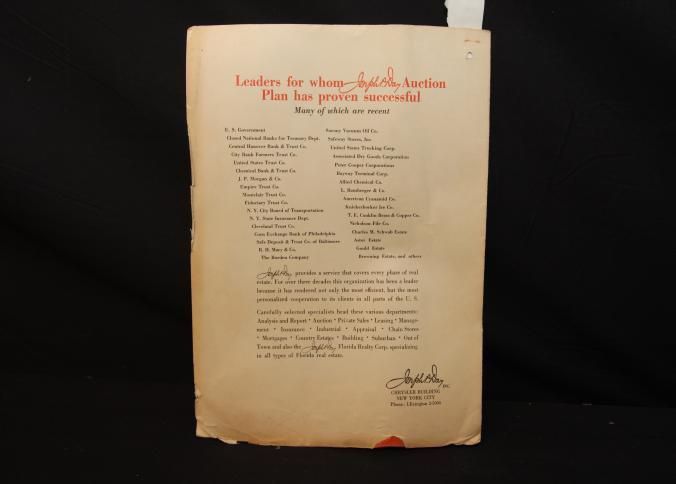 Leaders for whom Joseph P. Day Auction
Plan has proven successful
Many of which are recent
U. S. Government
Closed National Banks for Treasury Dept.
Central Hanover Bank & Trust Co.
City Bank Farmers Trust Co.
United States Trust Co.
Chemical Bank & Trust Co.
J. P. Morgan & Co.
Empire Trust Co.
Montclair Trust Co.
Fiduciary Trust Co.
N. Y. City Board of Transportation
N. Y. State Insurance Dept.
Cleveland Trust Co.
Corn Exchange Bank of Philadelphia
Safe Deposit & Trust Co. of Baltimore
R. H. Macy & Co.
The Borden Company
Socony Vacuum Oil Co.
Safeway Stores, Inc.
United States Trucking Corp.
Associated Dry Goods Corporation
Peter Cooper Corporations
Bayway Terminal Corp.
Allied Chemical Co.
L. Bamberger & Co.
American Cyanamid Co.
Knickerbocker Ice Co.
T. E. Conklin Brass & Copper Co.
Nicholson File Co.
Charles M. Schwab Estate
Astor Estate
Gould Estate
Browning Estate, and others
Joseph P. Day provides a service that covers every phase of real
estate. For over three decades this organization has been a leader
because it has rendered not only the most efficient, but the most
personalized cooperation to its clients in all parts of the U. S.
Carefully selected specialists head these various departments:
Analysis and Report * Auction * Private Sales * Leasing * Manage-
ment * Insurance * Industrial * Appraisal * Chain Stores
* Mortgages * Country Estates * Building * Suburban * Out of
Town and also the Joseph P. Day Florida Realty Corp. specializing
in all types of Florida real estate.
Joseph P. Day INC.
CHRYSLER BUILDING
NEW YORK CITY
Phone: LExington 2-5000